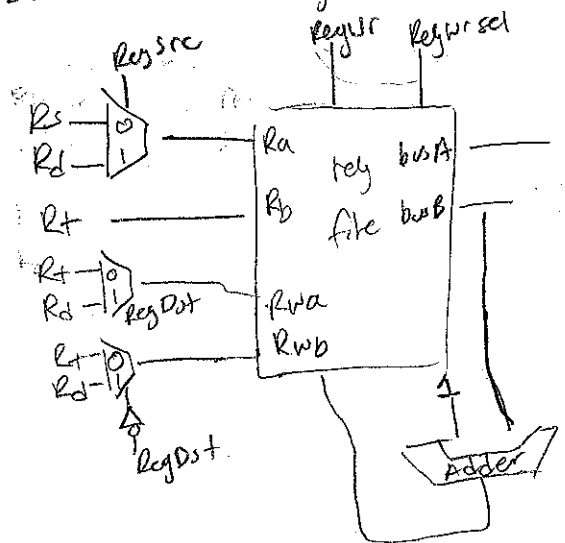 RegWr RegWrsel
RegSrc
Rs 0
Rd 1
Ra
reg
busA
Rt
Rb
file
busB
Rt 0
Rd 1
RegDst
Rwa
Rwb
Rt 0
Rd 1
RegDst
1
Adder